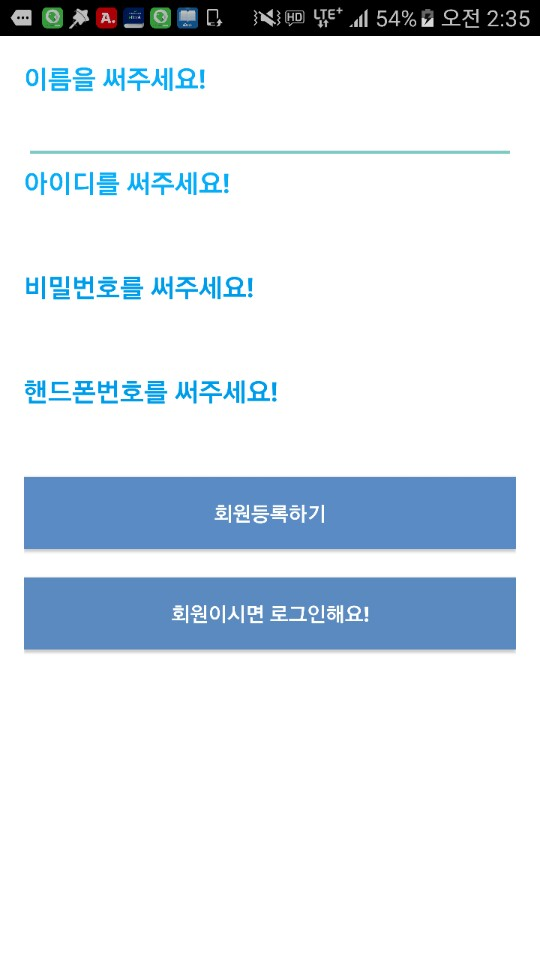 A.
HD LTE+ 54% 오전 2:35
이름을 써주세요!
아이디를 써주세요!
비밀번호를 써주세요!
핸드폰번호를 써주세요!
회원등록하기
회원이시면 로그인해요!